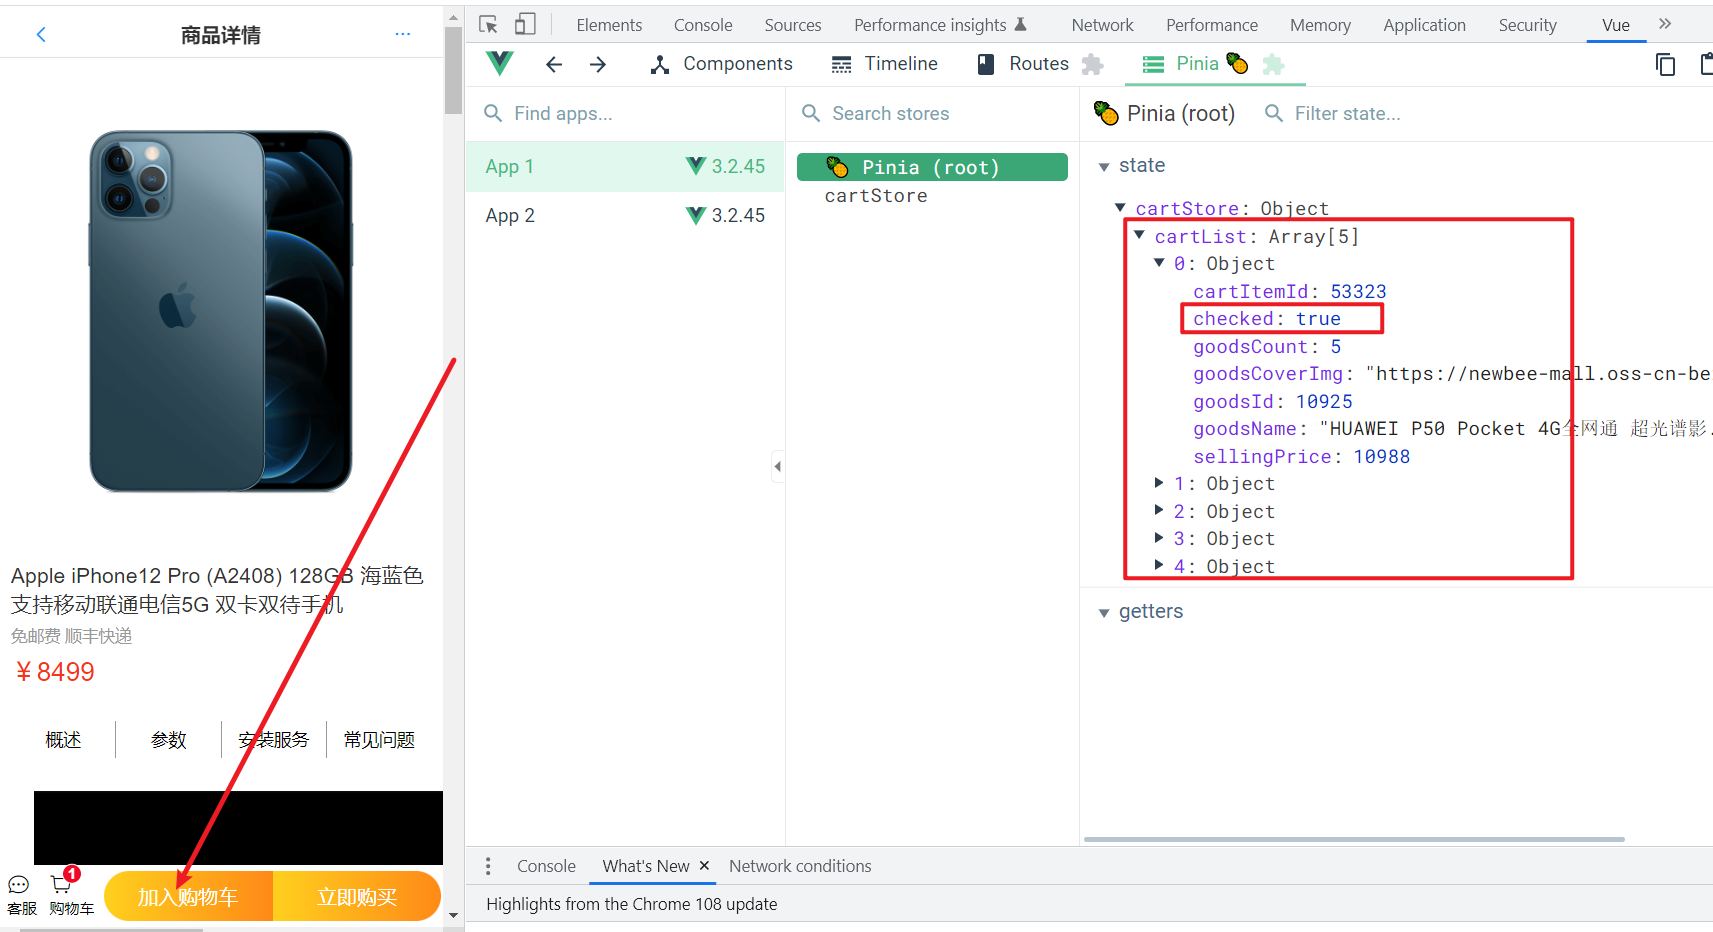 商品详情
Apple iPhone12 Pro (A2408) 128GB 海蓝色
支持移动联通电信5G 双卡双待手机
免邮费 顺丰快递
￥8499
概述
参数
安装服务
常见问题
客服
1
购物车
加入购物车
立即购买
Elements
Console
Sources
Performance insights
Network
Performance
Memory
Application
Security
Vue
Components
Timeline
Routes
Pinia
Find apps...
Search stores
Pinia (root)
Filter state...
App 1
3.2.45
App 2
3.2.45
Pinia (root)
cartStore
state
cartStore: Object
cartList: Array[5]
0: Object
cartItemId: 53323
checked: true
goodsCount: 5
goodsCoverImg: "https://newbee-mall.oss-cn-be
goodsId: 10925
goodsName: "HUAWEI P50 Pocket 4G全网通 超光谱影.
sellingPrice: 10988
1: Object
2: Object
3: Object
4: Object
getters
Console
What's New
Network conditions
Highlights from the Chrome 108 update